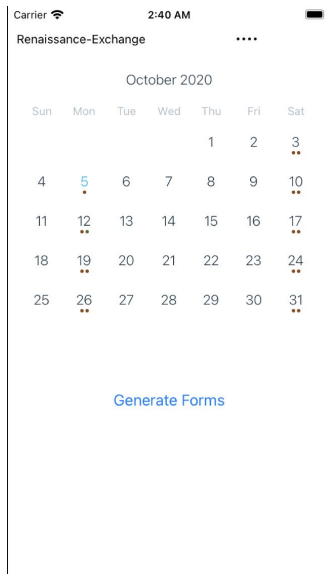 Carrier 2:40 AM
Renaissance-Exchange ••••
October 2020
Sun Mon Tue Wed Thu Fri Sat
1 2 3
4 5 6 7 8 9 10
11 12 13 14 15 16 17
18 19 20 21 22 23 24
25 26 27 28 29 30 31
Generate Forms